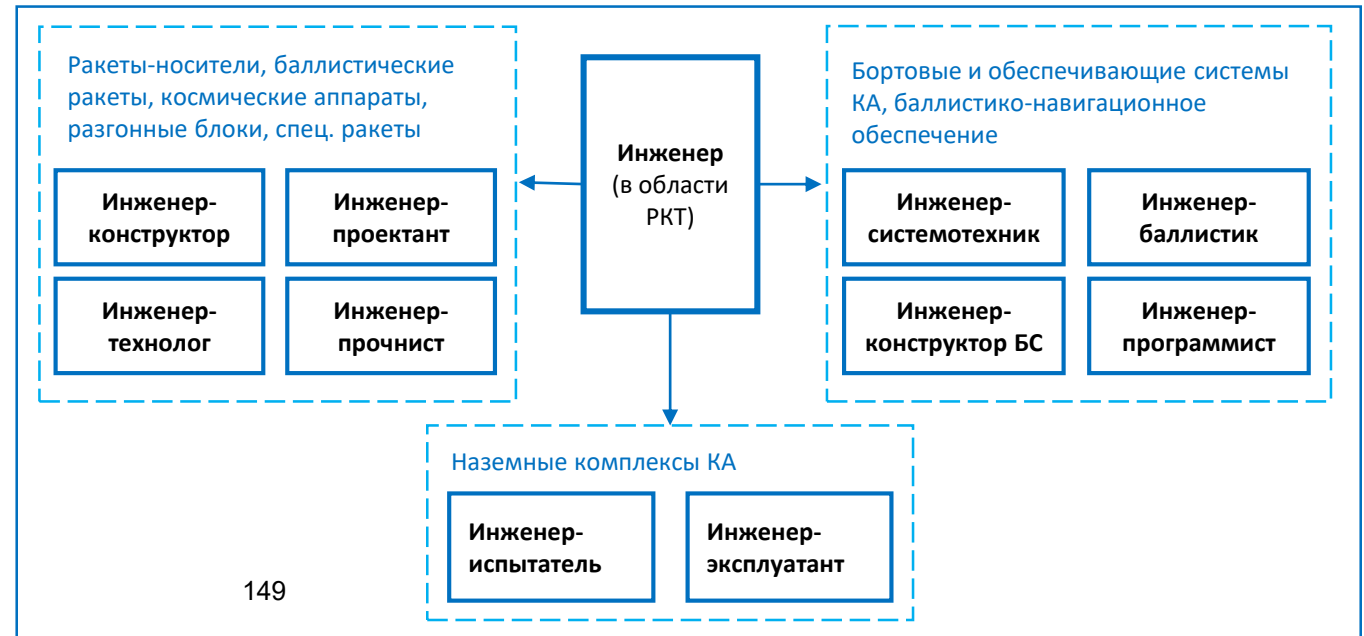 Ракеты-носители, баллистические
ракеты, космические аппараты,
разгонные блоки, спец. ракеты
Инженер-
конструктор
Инженер-
проектант
Инженер-
технолог
Инженер-
прочнист
Инженер
(в области
РКТ)
Бортовые и обеспечивающие системы
КА, баллистико-навигационное
обеспечение
Инженер-
системотехник
Инженер-
баллистик
Инженер-
конструктор БС
Инженер-
программист
Наземные комплексы КА
Инженер-
испытатель
Инженер-
эксплуатант
149